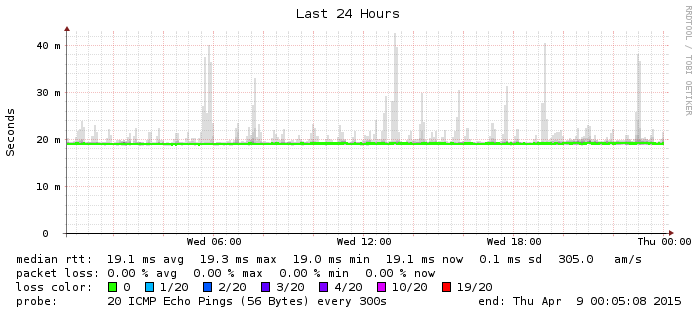 Last 24 Hours
RRDTOOL / TOBI OETIKER
Seconds
40 m
30 m
20 m
10 m
0
Wed 06:00 Wed 12:00 Wed 18:00 Thu 00:00
median rtt: 19.1 ms avg 19.3 ms max 19.0 ms min 19.1 ms now 0.1 ms sd 305.0 am/s
packet loss: 0.00 % avg 0.00 % max 0.00 % min 0.00 % now
loss color: 0 1/20 2/20 3/20 4/20 10/20 19/20
probe: 20 ICMP Echo Pings (56 Bytes) every 300s end: Thu Apr 9 00:05:08 2015